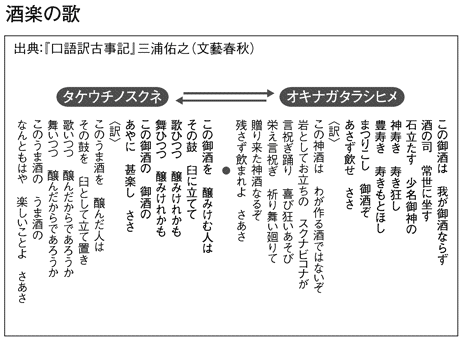 酒楽の歌
出典:『口語訳古事記』三浦佑之(文藝春秋)
オキナガタラシヒメ
この御酒は 我が御酒ならず
酒の司 常世に坐す
石立たす 少名御神の
神寿き 寿き狂し
豊寿き 寿きもとほし
まつりこし 御酒ぞ
あさず飲せ ささ
〈訳〉
この神酒は わが作る酒ではないぞ
岩としてお立ちの スクナビコナが
言祝ぎ踊り 喜び狂いあそび
栄え言祝ぎ 祈り舞い廻りて
贈り来た神酒なるぞ
残さず飲まれよ さあさ
●
タケウチノスクネ
この御酒を 醸みけむ人は
その鼓 臼に立てて
歌ひつつ 醸みけれかも
舞ひつつ 醸みけれかも
この御酒の 御酒の
あやに 甚楽し ささ
〈訳〉
このうま酒を 醸んだ人は
その鼓を 臼として立て置き
歌いつつ 醸んだからであろうか
舞いつつ 醸んだからであろうか
このうま酒の うま酒の
なんともはや 楽しいことよ さあさ